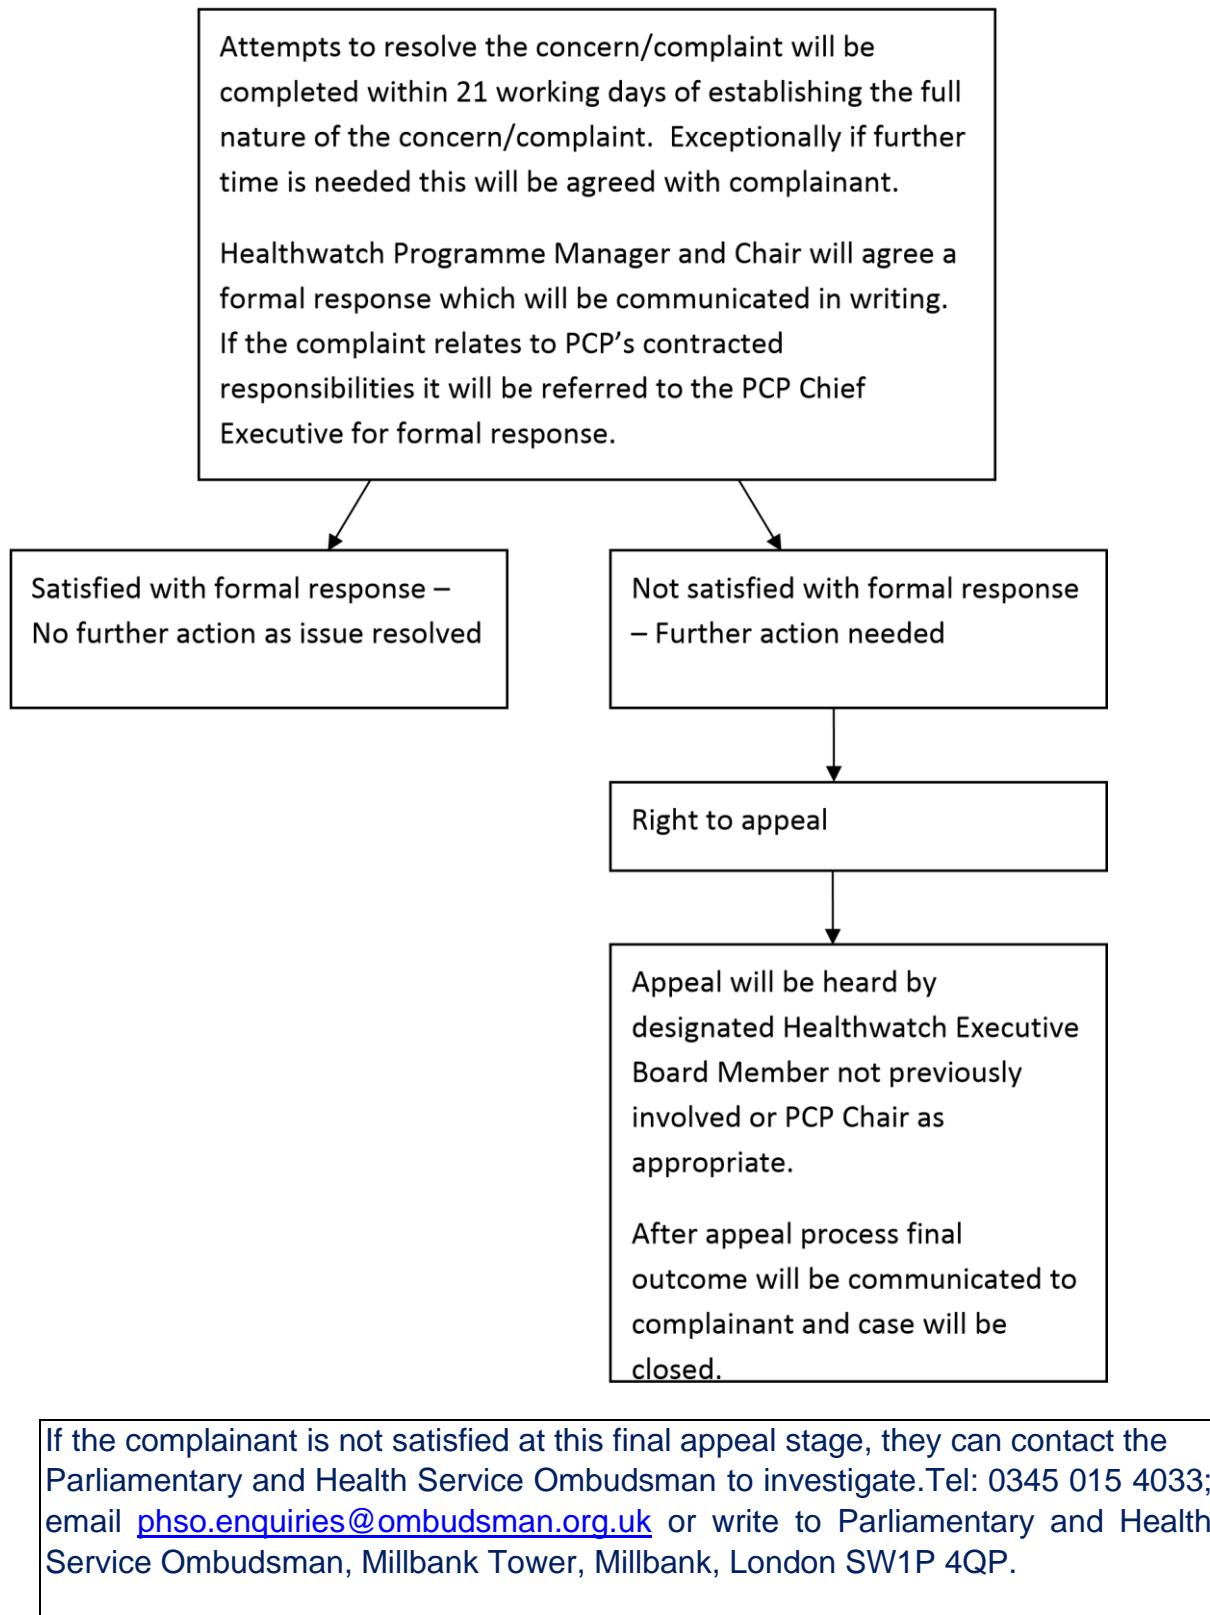 Attempts to resolve the concern/complaint will be
completed within 21 working days of establishing the full
nature of the concern/complaint.  Exceptionally if further
time is needed this will be agreed with complainant.
Healthwatch Programme Manager and Chair will agree a
formal response which will be communicated in writing.
If the complaint relates to PCP’s contracted
responsibilities it will be referred to the PCP Chief
Executive for formal response.
Satisfied with formal response –
No further action as issue resolved
Not satisfied with formal response
– Further action needed
Right to appeal
Appeal will be heard by
designated Healthwatch Executive
Board Member not previously
involved or PCP Chair as
appropriate.
After appeal process final
outcome will be communicated to
complainant and case will be
closed.
If the complainant is not satisfied at this final appeal stage, they can contact the
Parliamentary and Health Service Ombudsman to investigate.Tel: 0345 015 4033;
email phso.enquiries@ombudsman.org.uk or write to Parliamentary and Health
Service Ombudsman, Millbank Tower, Millbank, London SW1P 4QP.